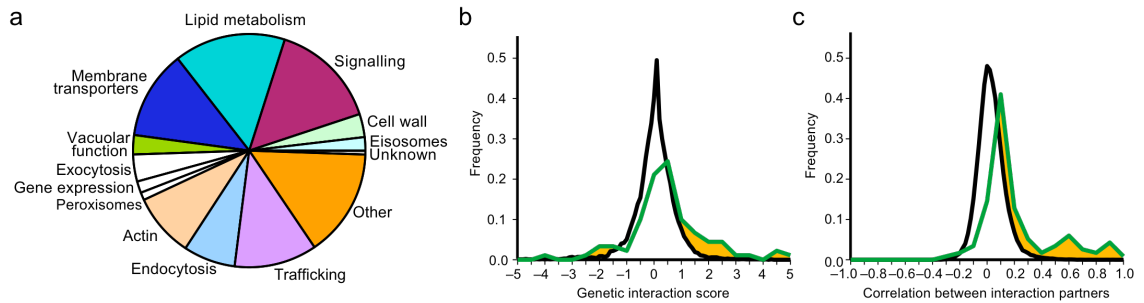 a
Lipid metabolism
Signalling
Cell wall
Eisosomes
Unknown
Other
Trafficking
Endocytosis
Actin
Peroxisomes
Gene expression
Exocytosis
Vacuolar
function
Membrane
transporters
b
Frequency
0.5
0.4
0.3
0.2
0.1
0.0
−5 −4 −3 −2 −1 0 1 2 3 4 5
Genetic interaction score
c
Frequency
0.5
0.4
0.3
0.2
0.1
0.0
−1.0 −0.8 −0.6 −0.4 −0.2 0 0.2 0.4 0.6 0.8 1.0
Correlation between interaction partners